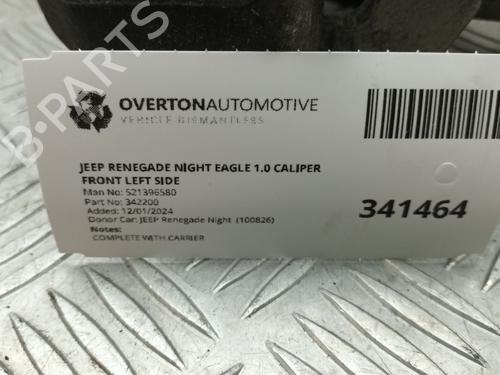 B-PARTS
OVERTONAUTOMOTIVE
VEHICLE DISMANTLERS
JEEP RENEGADE NIGHT EAGLE 1.0 CALIPER
FRONT LEFT SIDE
Man No: 521396580
Part No: 342200
Added: 12/01/2024
Donor Car: JEEP Renegade Night (100826)
Notes:
COMPLETE WITH CARRIER
341464